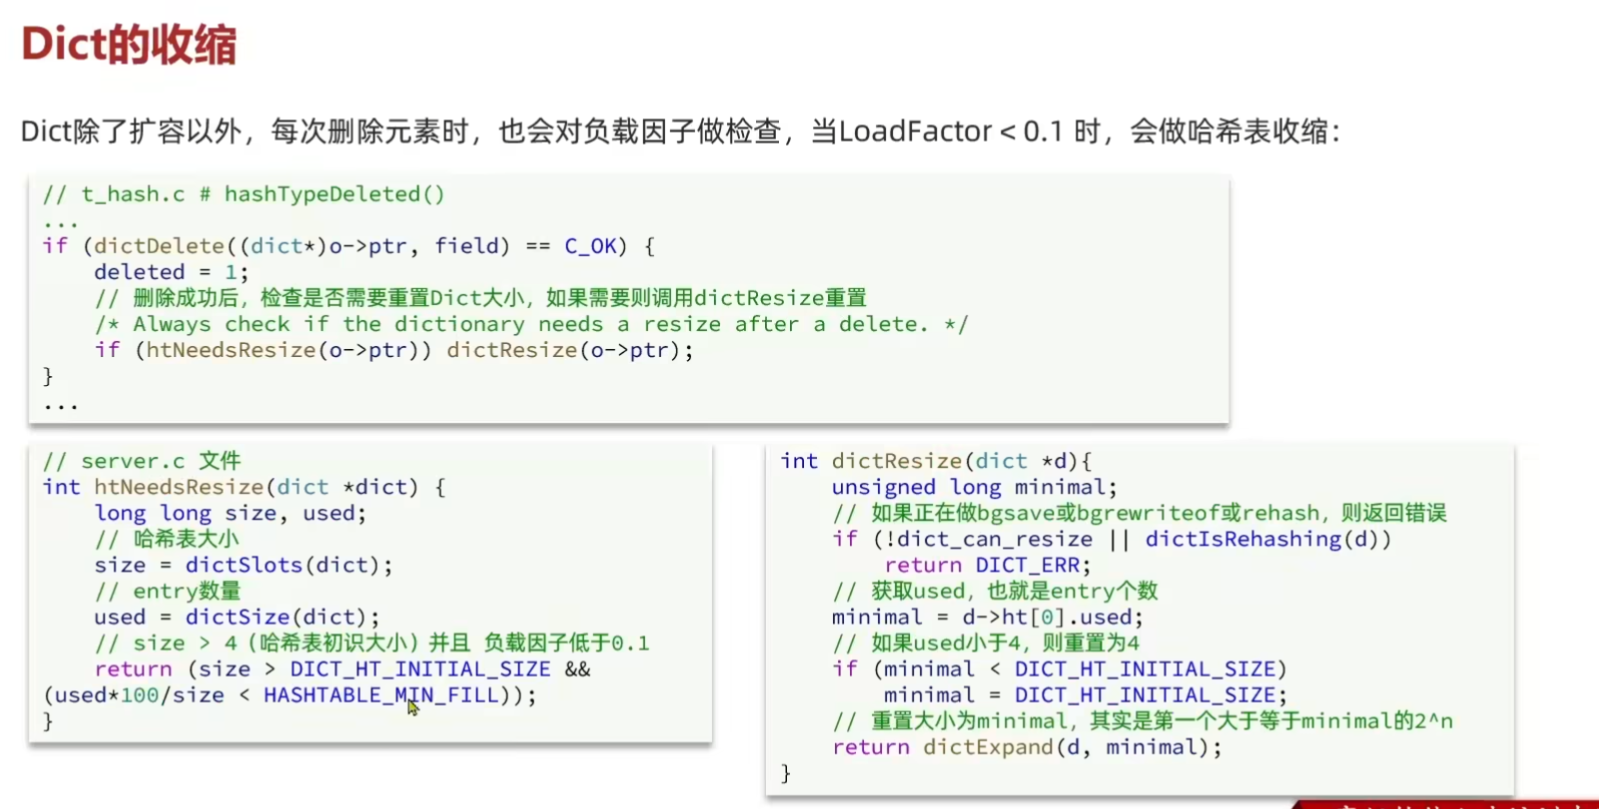 Dict的收缩
Dict除了扩容以外，每次删除元素时，也会对负载因子做检查，当LoadFactor < 0.1 时，会做哈希表收缩：
// t_hash.c # hashTypeDeleted()
...
if (dictDelete((dict*)o->ptr, field) == C_OK) {
    deleted = 1;
    // 删除成功后，检查是否需要重置Dict大小，如果需要则调用dictResize重置
    /* Always check if the dictionary needs a resize after a delete. */
    if (htNeedsResize(o->ptr)) dictResize(o->ptr);
}
...
// server.c 文件
int htNeedsResize(dict *dict) {
    long long size, used;
    // 哈希表大小
    size = dictSlots(dict);
    // entry数量
    used = dictSize(dict);
    // size > 4（哈希表初识大小）并且 负载因子低于0.1
    return (size > DICT_HT_INITIAL_SIZE &&
(used*100/size < HASHTABLE_MIN_FILL));
}
int dictResize(dict *d){
    unsigned long minimal;
    // 如果正在做bgsave或bgrewriteof或rehash，则返回错误
    if (!dict_can_resize || dictIsRehashing(d))
        return DICT_ERR;
    // 获取used，也就是entry个数
    minimal = d->ht[0].used;
    // 如果used小于4，则重置为4
    if (minimal < DICT_HT_INITIAL_SIZE)
        minimal = DICT_HT_INITIAL_SIZE;
    // 重置大小为minimal，其实是第一个大于等于minimal的2^n
    return dictExpand(d, minimal);
}